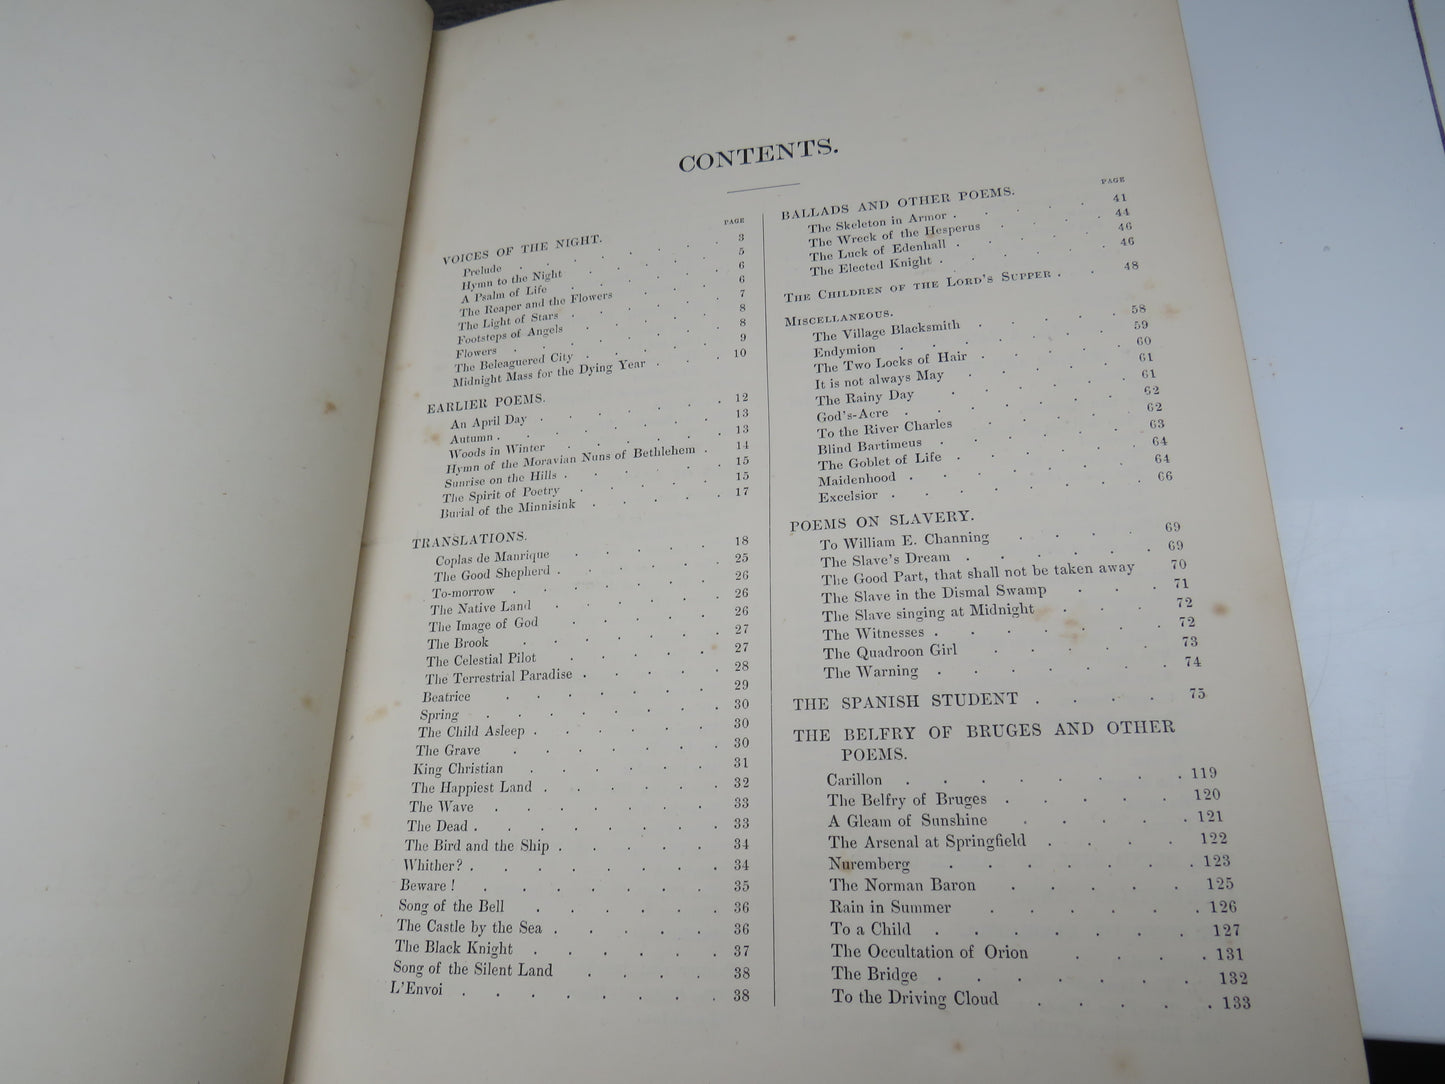 CONTENTS.
PAGE
VOICES OF THE NIGHT.
Prelude . . . . . . . 3
Hymn to the Night . . . . . 5
A Psalm of Life . . . . . 6
The Reaper and the Flowers . . . . 6
The Light of Stars . . . . . 7
Footsteps of Angels . . . . . 8
Flowers . . . . . . . 8
The Beleaguered City . . . . . 9
Midnight Mass for the Dying Year . . . 10
EARLIER POEMS.
An April Day . . . . . . 12
Autumn . . . . . . . 13
Woods in Winter . . . . . 13
Hymn of the Moravian Nuns of Bethlehem . 14
Sunrise on the Hills . . . . . 15
The Spirit of Poetry . . . . . 15
Burial of the Minnisink . . . . 17
TRANSLATIONS.
Coplas de Manrique . . . . 18
The Good Shepherd . . . . . 25
To-morrow . . . . . . 26
The Native Land . . . . . 26
The Image of God . . . . . 26
The Brook . . . . . . 27
The Celestial Pilot . . . . . 27
The Terrestrial Paradise . . . . 28
Beatrice . . . . . . 29
Spring . . . . . . . 30
The Child Asleep . . . . . 30
The Grave . . . . . . 30
King Christian . . . . . 31
The Happiest Land . . . . . 32
The Wave . . . . . . 33
The Dead . . . . . . . 33
The Bird and the Ship . . . . . 34
Whither? . . . . . . . 34
Beware ! . . . . . . 35
Song of the Bell . . . . . 36
The Castle by the Sea . . . . . 36
The Black Knight . . . . . 37
Song of the Silent Land . . . . 38
L'Envoi . . . . . . . 38
PAGE
BALLADS AND OTHER POEMS.
The Skeleton in Armor . . . . . 41
The Wreck of the Hesperus . . . . 44
The Luck of Edenhall . . . . . 46
The Elected Knight . . . . . 46
The Children of the Lord's Supper . . 48
Miscellaneous.
The Village Blacksmith . . . . . 58
Endymion . . . . . . 59
The Two Locks of Hair . . . . . 60
It is not always May . . . . . 61
The Rainy Day . . . . . 61
God's-Acre . . . . . . 62
To the River Charles . . . . . 62
Blind Bartimeus . . . . . 63
The Goblet of Life . . . . . 64
Maidenhood . . . . . . 64
Excelsior . . . . . . . 66
POEMS ON SLAVERY.
To William E. Channing . . . . 69
The Slave's Dream . . . . . . 69
The Good Part, that shall not be taken away 70
The Slave in the Dismal Swamp . . . 71
The Slave singing at Midnight . . . 72
The Witnesses . . . . . . 72
The Quadroon Girl . . . . . 73
The Warning . . . . . . 74
THE SPANISH STUDENT . . . . 75
THE BELFRY OF BRUGES AND OTHER
POEMS.
Carillon . . . . . . . . 119
The Belfry of Bruges . . . . . 120
A Gleam of Sunshine . . . . . 121
The Arsenal at Springfield . . . . 122
Nuremberg . . . . . . . 123
The Norman Baron . . . . . 125
Rain in Summer . . . . . . 126
To a Child . . . . . . . 127
The Occultation of Orion . . . . 131
The Bridge . . . . . . . 132
To the Driving Cloud . . . . . 133